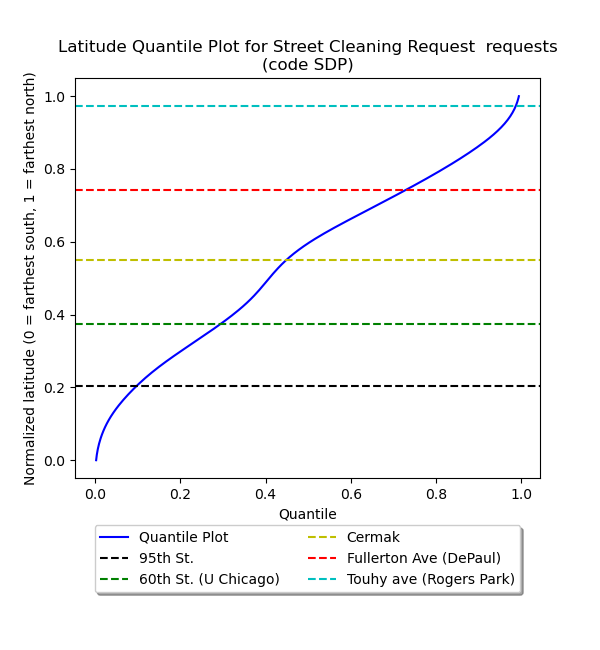 Latitude Quantile Plot for Street Cleaning Request  requests
(code SDP)
Normalized latitude (0 = farthest south, 1 = farthest north)
1.0
0.8
0.6
0.4
0.2
0.0
0.0 0.2 0.4 0.6 0.8 1.0
Quantile
Quantile Plot
95th St.
60th St. (U Chicago)
Cermak
Fullerton Ave (DePaul)
Touhy ave (Rogers Park)